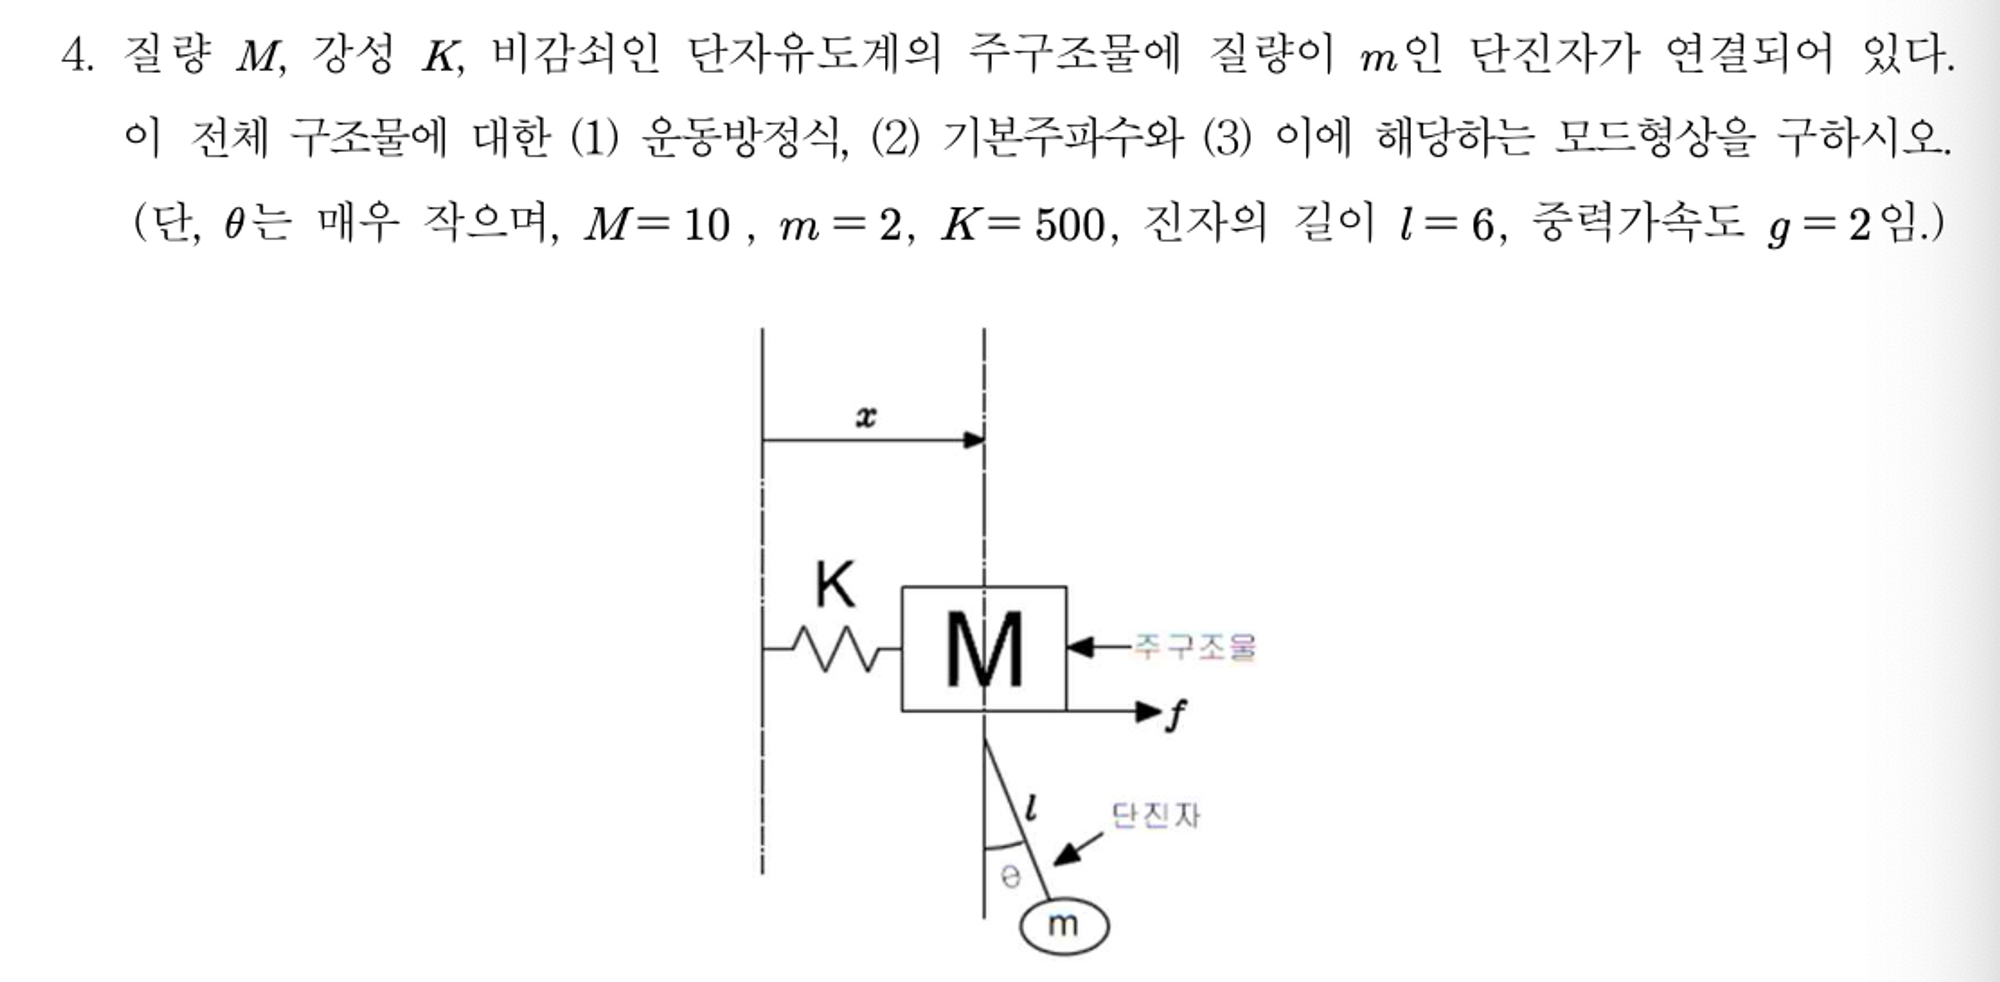 4. 질량 M, 강성 K, 비감쇠인 단자유도계의 주구조물에 질량이 m인 단진자가 연결되어 있다.
이 전체 구조물에 대한 (1) 운동방정식, (2) 기본주파수와 (3) 이에 해당하는 모드형상을 구하시오.
(단, θ는 매우 작으며, M= 10 , m = 2, K= 500, 진자의 길이 l = 6, 중력가속도 g = 2임.)
x
K
M
주구조물
f
l
단진자
θ
m